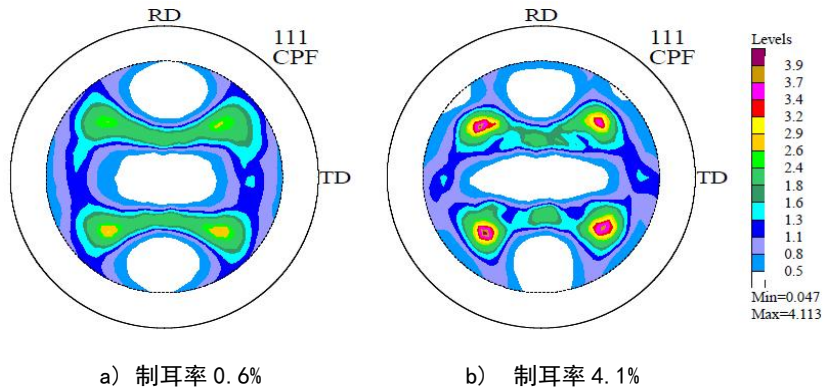 RD
111
CPF
TD
RD
111
CPF
TD
Levels
3.9
3.7
3.4
3.2
2.9
2.6
2.4
1.8
1.6
1.3
1.1
0.8
0.5
Min=0.047
Max=4.113
a) 制耳率 0.6%
b) 制耳率 4.1%